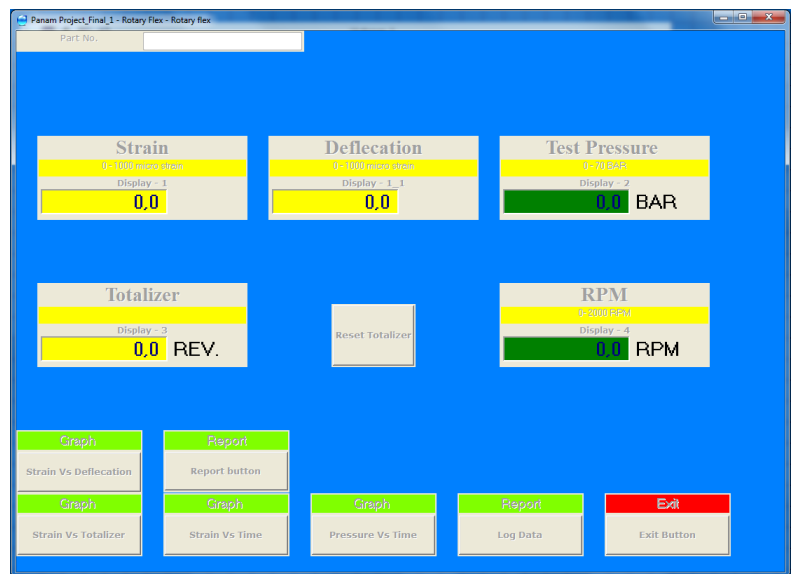 Panam Project_Final_1 - Rotary Flex - Rotary flex
Part No.
Strain
0 - 1000 micro strain
Display - 1
0,0
Deflecation
0 - 1000 micro strain
Display - 1_1
0,0
Test Pressure
0 - 70 BAR
Display - 2
0,0 BAR
Totalizer
Display - 3
0,0 REV.
Reset Totalizer
RPM
0- 2000 RPM
Display - 4
0,0 RPM
Graph
Strain Vs Deflecation
Report
Report button
Graph
Strain Vs Totalizer
Graph
Strain Vs Time
Graph
Pressure Vs Time
Report
Log Data
Exit
Exit Button